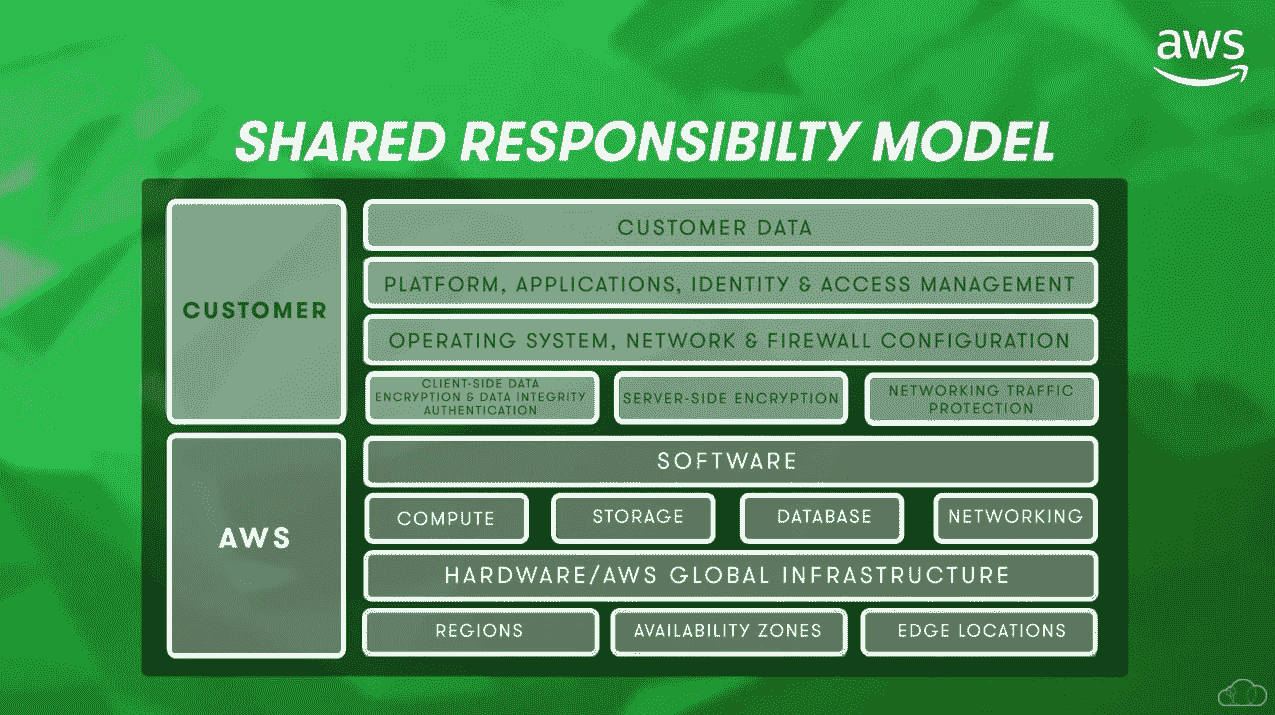 aws
SHARED RESPONSIBILTY MODEL
CUSTOMER
CUSTOMER DATA
PLATFORM, APPLICATIONS, IDENTITY & ACCESS MANAGEMENT
OPERATING SYSTEM, NETWORK & FIREWALL CONFIGURATION
CLIENT-SIDE DATA
ENCRYPTION & DATA INTEGRITY
AUTHENTICATION
SERVER-SIDE ENCRYPTION
NETWORKING TRAFFIC
PROTECTION
AWS
SOFTWARE
COMPUTE
STORAGE
DATABASE
NETWORKING
HARDWARE/AWS GLOBAL INFRASTRUCTURE
REGIONS
AVAILABILITY ZONES
EDGE LOCATIONS